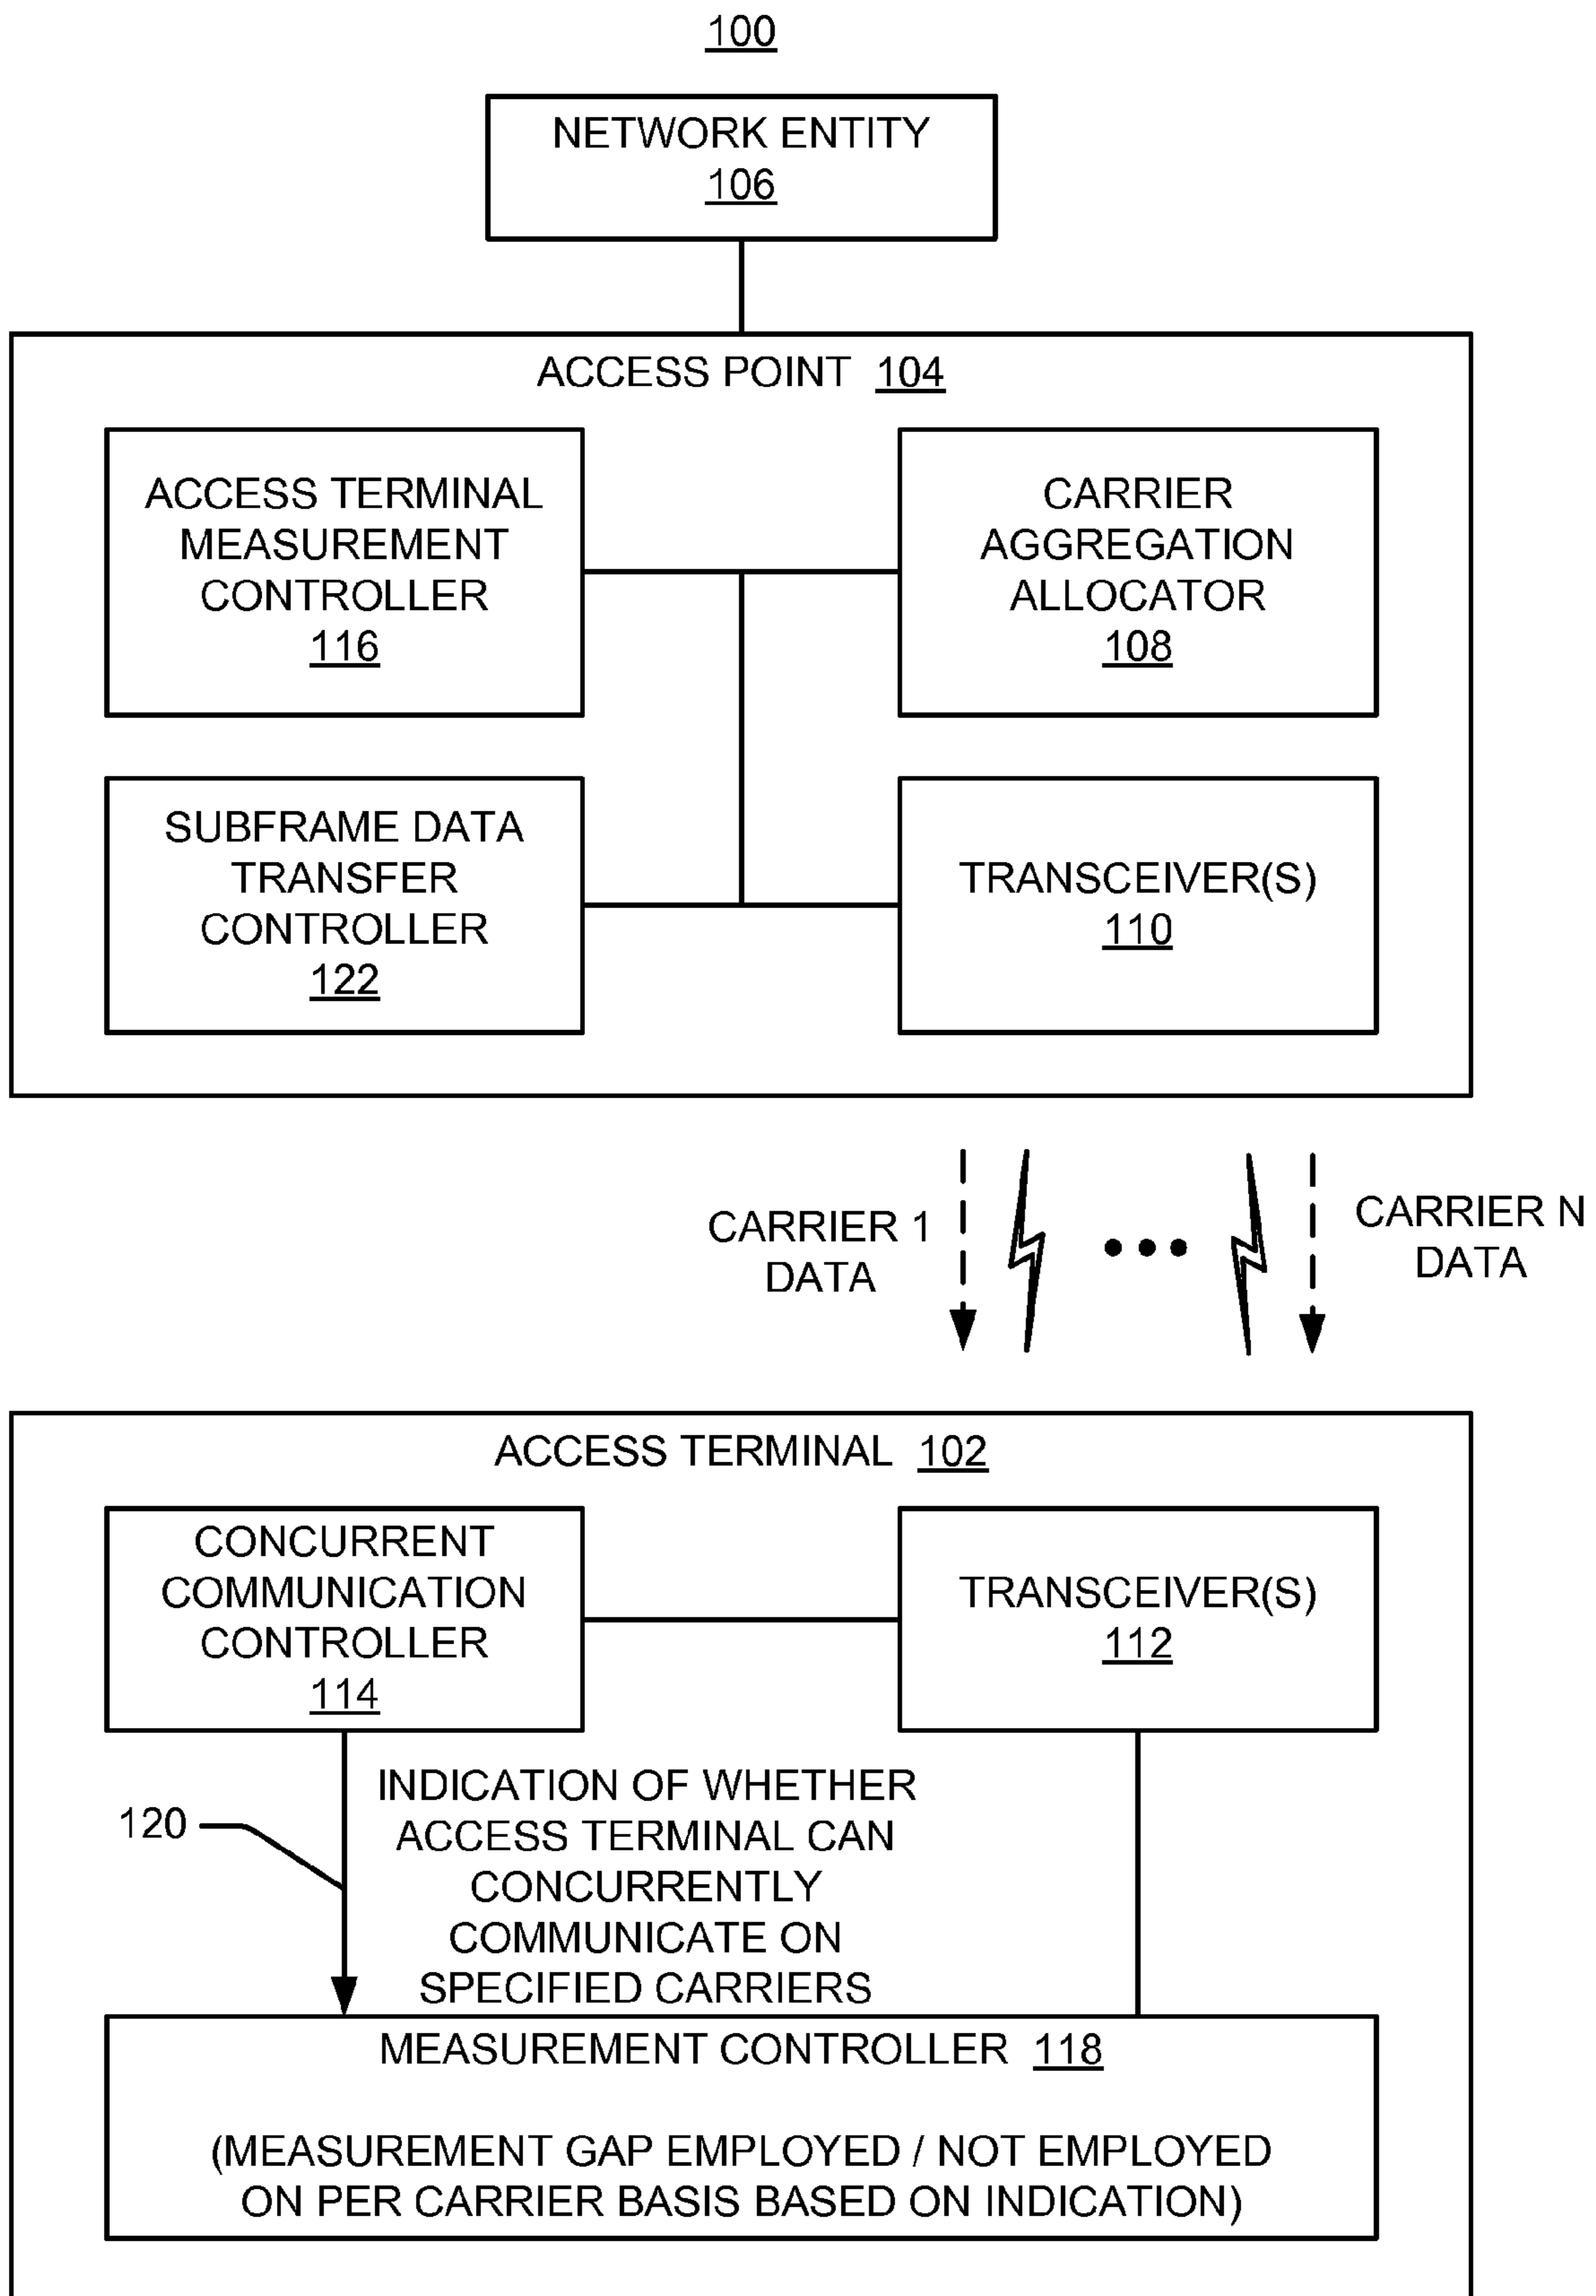 100
NETWORK ENTITY
106
ACCESS POINT 104
ACCESS TERMINAL
MEASUREMENT
CONTROLLER
116
CARRIER
AGGREGATION
ALLOCATOR
108
SUBFRAME DATA
TRANSFER
CONTROLLER
122
TRANSCEIVER(S)
110
CARRIER 1
DATA
CARRIER N
DATA
ACCESS TERMINAL 102
CONCURRENT
COMMUNICATION
CONTROLLER
114
TRANSCEIVER(S)
112
120
INDICATION OF WHETHER
ACCESS TERMINAL CAN
CONCURRENTLY
COMMUNICATE ON
SPECIFIED CARRIERS
MEASUREMENT CONTROLLER 118
(MEASUREMENT GAP EMPLOYED / NOT EMPLOYED
ON PER CARRIER BASIS BASED ON INDICATION)